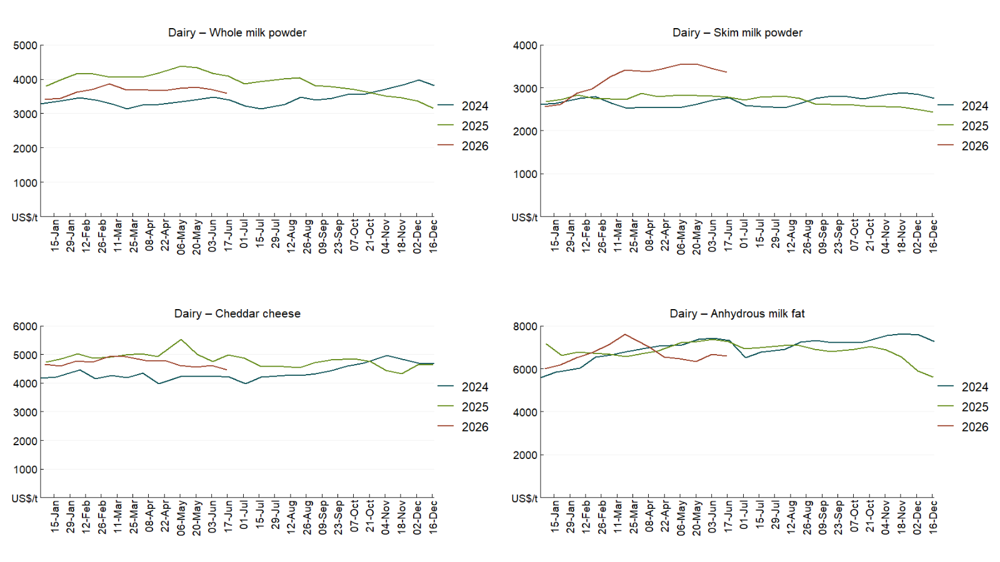 Dairy – Whole milk powder
5000
4000
3000
2000
1000
US$/t
15-Jan
29-Jan
12-Feb
26-Feb
11-Mar
25-Mar
08-Apr
22-Apr
06-May
20-May
03-Jun
17-Jun
01-Jul
15-Jul
29-Jul
12-Aug
26-Aug
09-Sep
23-Sep
07-Oct
21-Oct
04-Nov
18-Nov
02-Dec
16-Dec
2024
2025
2026
Dairy – Skim milk powder
4000
3000
2000
1000
US$/t
15-Jan
29-Jan
12-Feb
26-Feb
11-Mar
25-Mar
08-Apr
22-Apr
06-May
20-May
03-Jun
17-Jun
01-Jul
15-Jul
29-Jul
12-Aug
26-Aug
09-Sep
23-Sep
07-Oct
21-Oct
04-Nov
18-Nov
02-Dec
16-Dec
2024
2025
2026
Dairy – Cheddar cheese
6000
5000
4000
3000
2000
1000
US$/t
15-Jan
29-Jan
12-Feb
26-Feb
11-Mar
25-Mar
08-Apr
22-Apr
06-May
20-May
03-Jun
17-Jun
01-Jul
15-Jul
29-Jul
12-Aug
26-Aug
09-Sep
23-Sep
07-Oct
21-Oct
04-Nov
18-Nov
02-Dec
16-Dec
2024
2025
2026
Dairy – Anhydrous milk fat
8000
6000
4000
2000
US$/t
15-Jan
29-Jan
12-Feb
26-Feb
11-Mar
25-Mar
08-Apr
22-Apr
06-May
20-May
03-Jun
17-Jun
01-Jul
15-Jul
29-Jul
12-Aug
26-Aug
09-Sep
23-Sep
07-Oct
21-Oct
04-Nov
18-Nov
02-Dec
16-Dec
2024
2025
2026